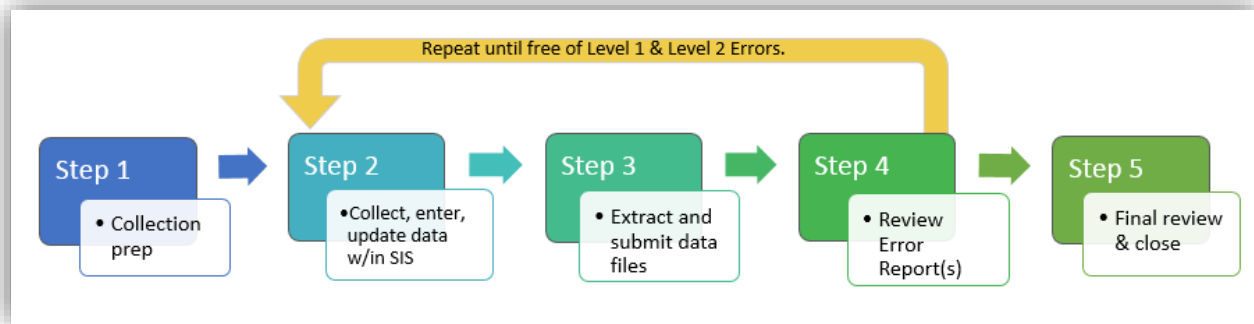 Repeat until free of Level 1 & Level 2 Errors.
Step 1
• Collection
prep
Step 2
•Collect, enter,
update data
w/in SIS
Step 3
• Extract and
submit data
files
Step 4
• Review
Error
Report(s)
Step 5
• Final review
& close